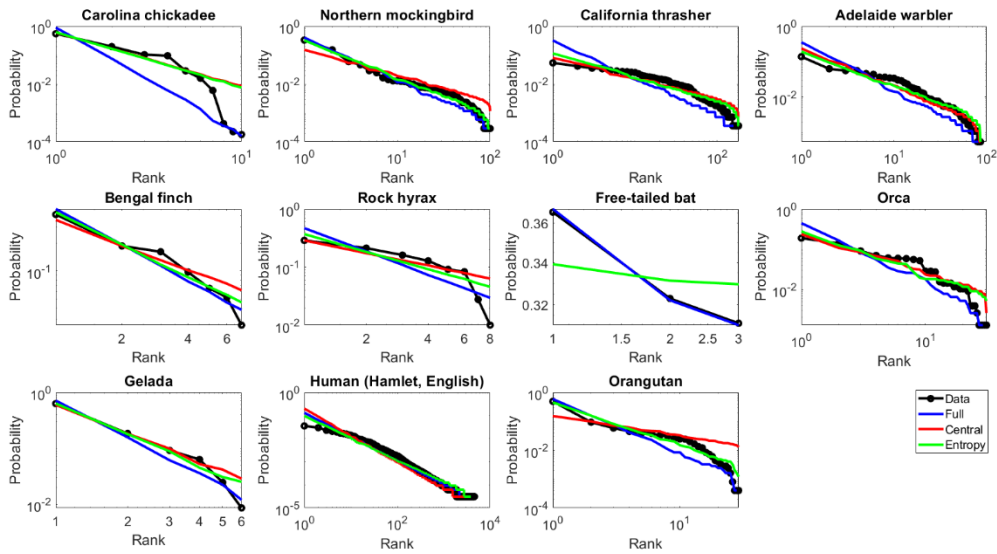 Carolina chickadee
Northern mockingbird
California thrasher
Adelaide warbler
Probability
10^0
10^-2
10^-4
10^0
10^1
Rank
Probability
10^0
10^-2
10^-4
10^0
10^1
10^2
Rank
Probability
10^0
10^-2
10^-4
10^0
10^2
Rank
Probability
10^0
10^-2
10^0
10^1
10^2
Rank
Bengal finch
Rock hyrax
Free-tailed bat
Orca
Probability
10^-1
2
4
6
Rank
Probability
10^0
10^-1
10^-2
2
4
6
8
Rank
Probability
0.36
0.34
0.32
1
1.5
2
2.5
3
Rank
Probability
10^0
10^-2
10^0
10^1
Rank
Gelada
Human (Hamlet, English)
Orangutan
Probability
10^0
10^-2
1
2
3
4
5
6
Rank
Probability
10^0
10^-5
10^0
10^2
10^4
Rank
Probability
10^0
10^-2
10^-4
10^0
10^1
Rank
Data
Full
Central
Entropy